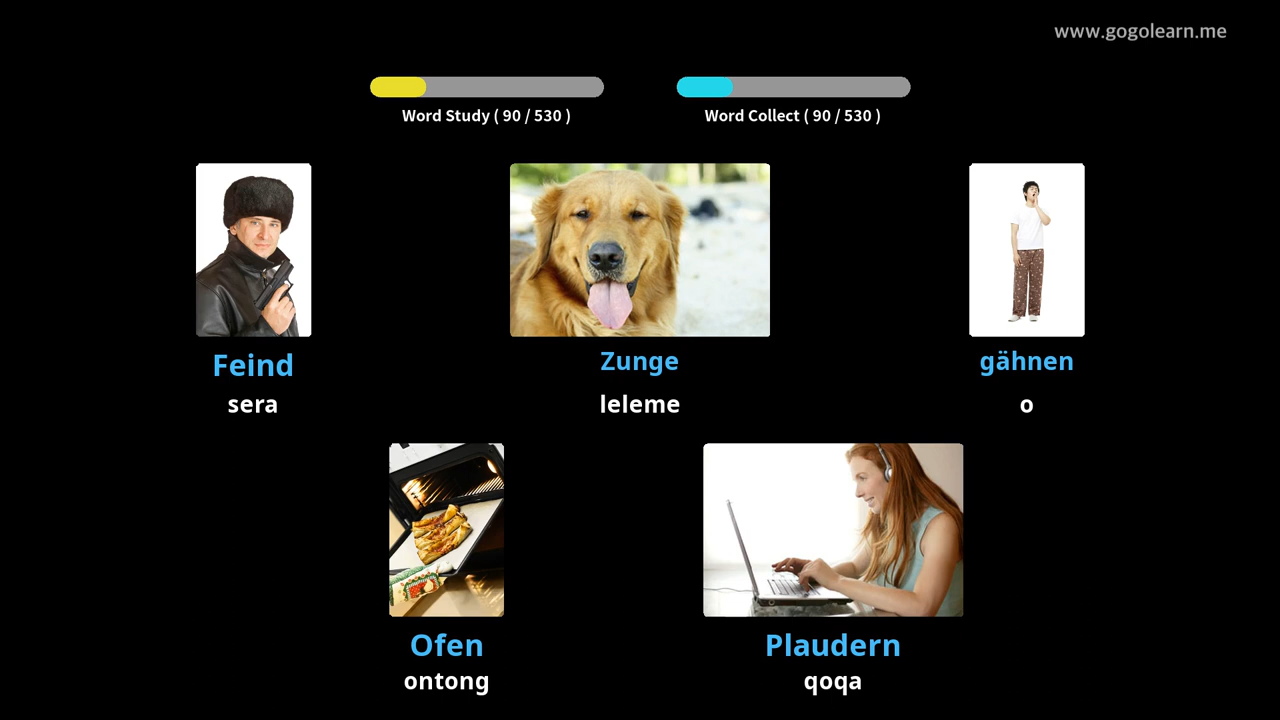 www.gogolearn.me
Word Study ( 90 / 530 )
Word Collect ( 90 / 530 )
Feind
sera
Zunge
leleme
gähnen
o
Ofen
ontong
Plaudern
qoqa